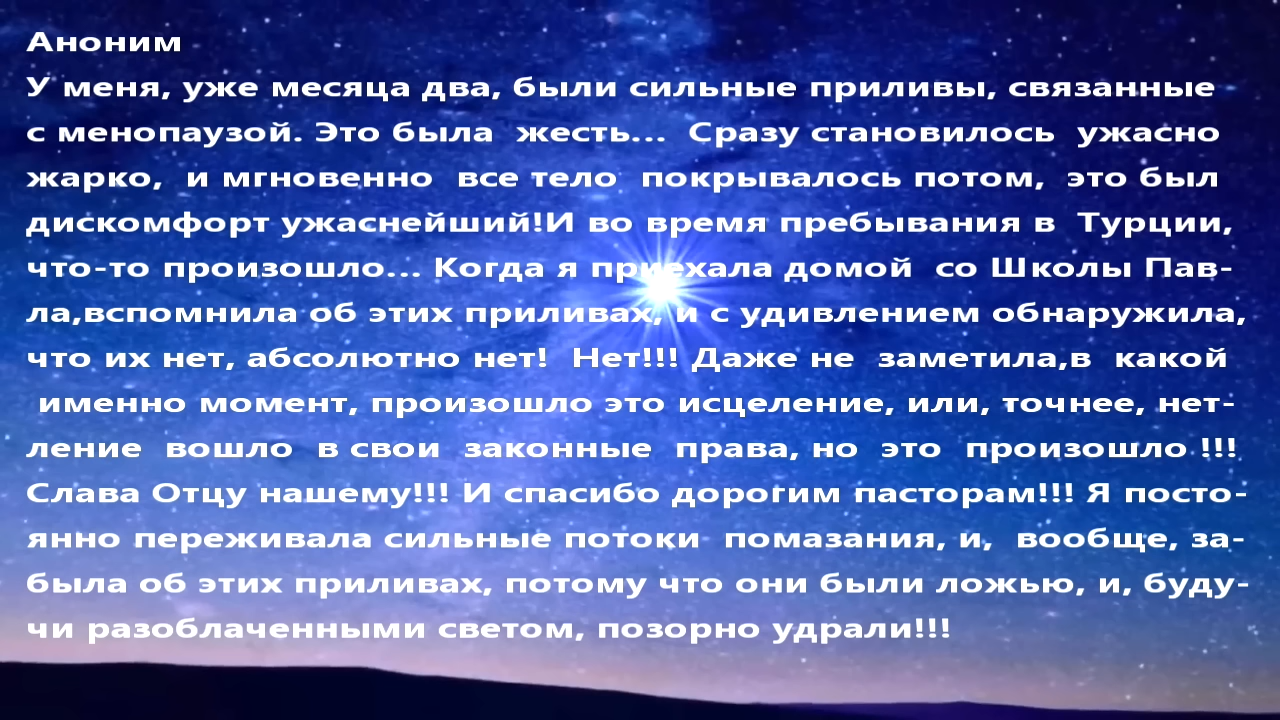 Аноним
У меня, уже месяца два, были сильные приливы, связанные
с менопаузой. Это была жесть... Сразу становилось ужасно
жарко, и мгновенно все тело покрывалось потом, это был
дискомфорт ужаснейший!И во время пребывания в Турции,
что-то произошло... Когда я приехала домой со Школы Пав-
ла,вспомнила об этих приливах, и с удивлением обнаружила,
что их нет, абсолютно нет! Нет!!! Даже не заметила,в какой
именно момент, произошло это исцеление, или, точнее, нет-
ление вошло в свои законные права, но это произошло !!!
Слава Отцу нашему!!! И спасибо дорогим пасторам!!! Я посто-
янно переживала сильные потоки помазания, и, вообще, за-
была об этих приливах, потому что они были ложью, и, буду-
чи разоблаченными светом, позорно удрали!!!